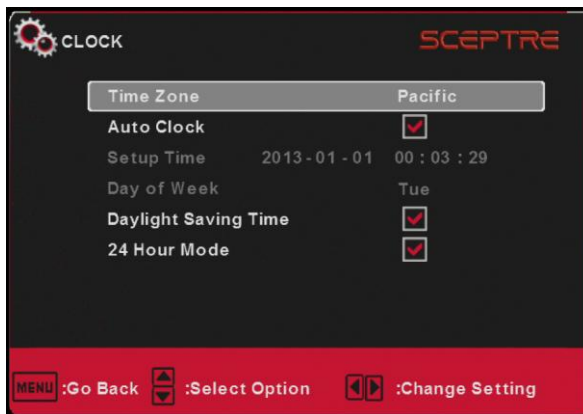 CLOCK SCEPTRE
Time Zone Pacific
Auto Clock
Setup Time 2013-01-01 00:03:29
Day of Week Tue
Daylight Saving Time
24 Hour Mode
MENU :Go Back :Select Option :Change Setting